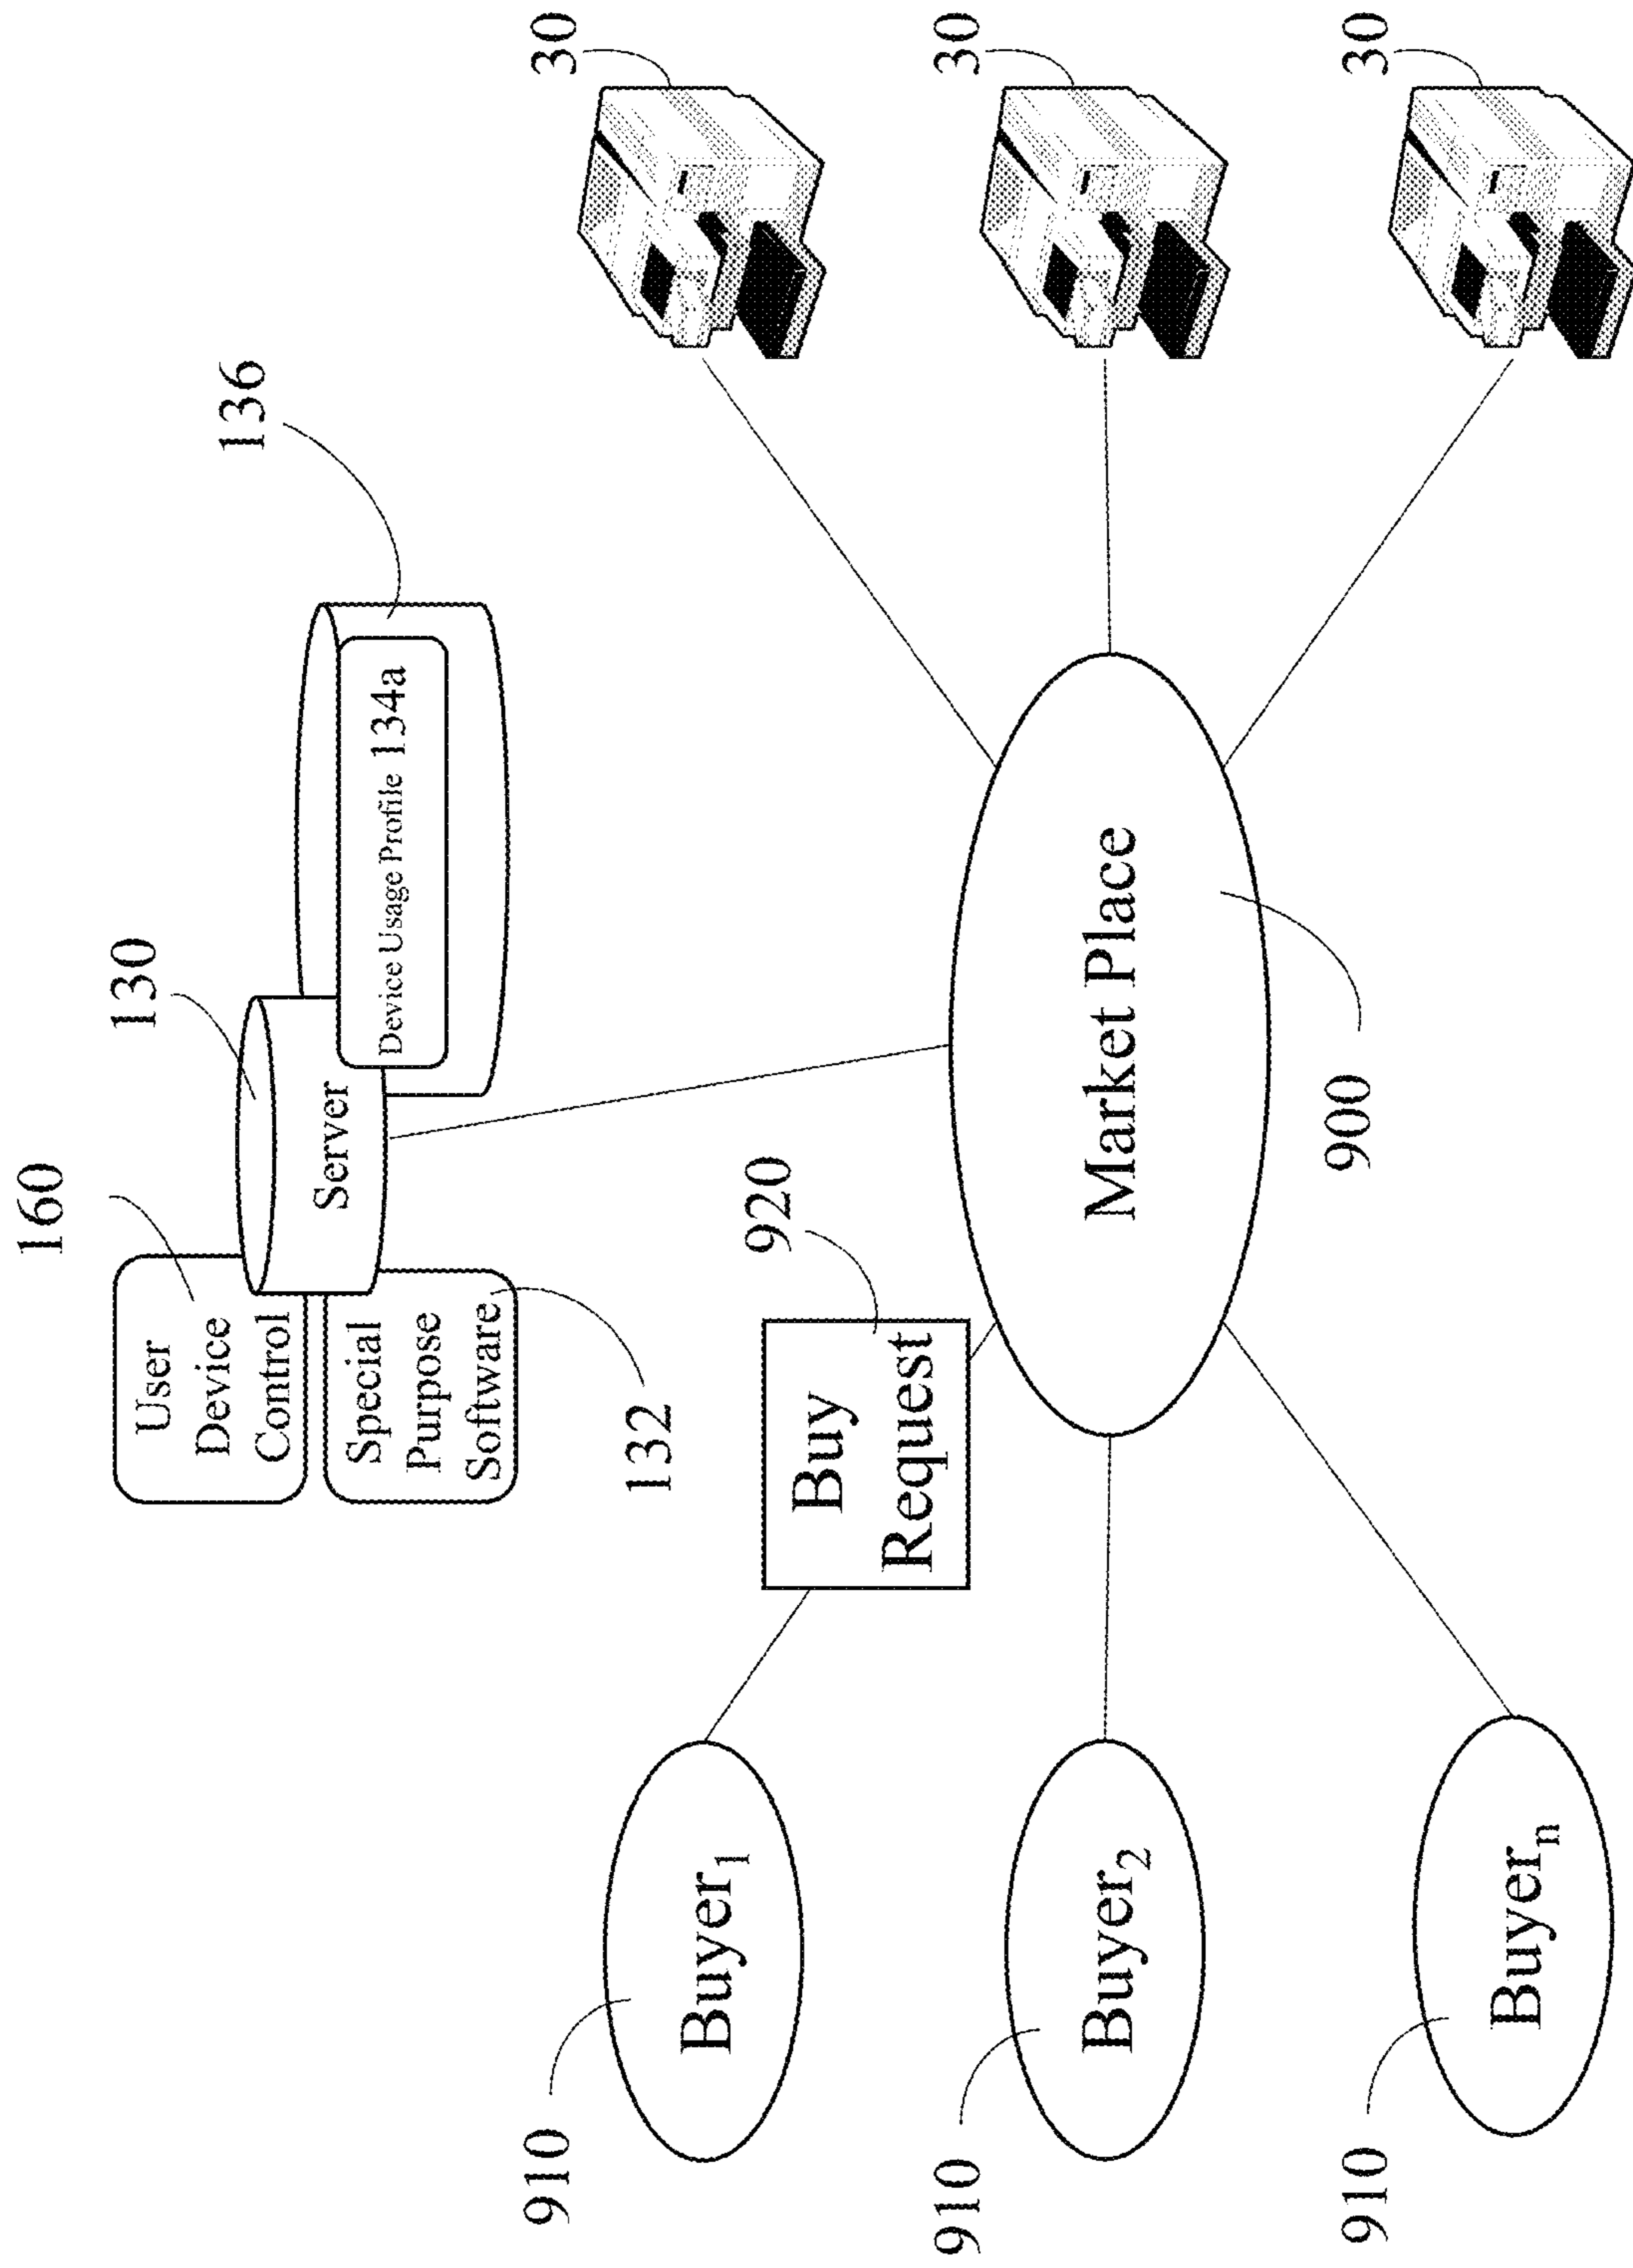 160
130
136
User
Device
Control
Server
Device Usage Profile 134a
Special
Purpose
Software
132
30
920
Buy
Request
910
Buyer1
30
Market Place
900
910
Buyer2
30
910
Buyern